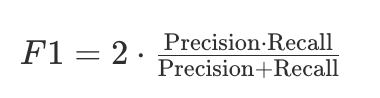 F1 = 2 · Precision·Recall / Precision+Recall